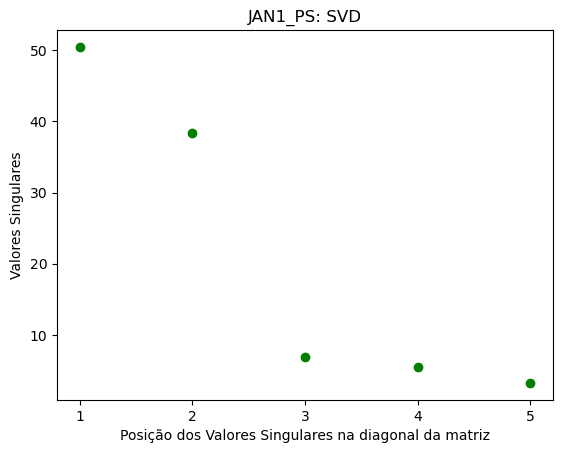 JAN1_PS: SVD
50
40
30
20
10
Valores Singulares
1 2 3 4 5
Posição dos Valores Singulares na diagonal da matriz